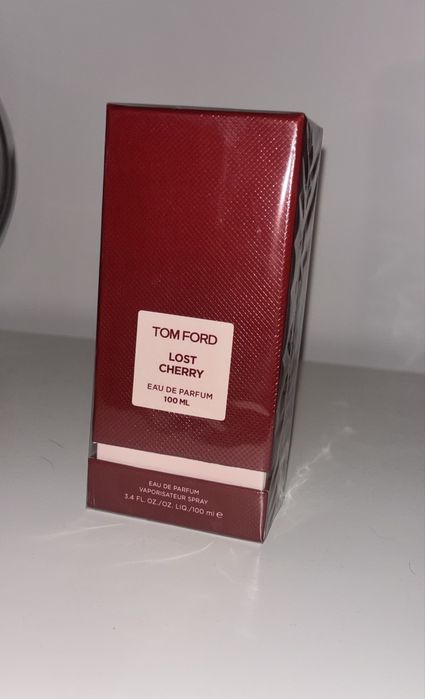 TOM FORD
LOST
CHERRY
EAU DE PARFUM
100 ML
EAU DE PARFUM
VAPORISATEUR SPRAY
3.4 FL. OZ./OZ. LIQ./100 ml ℮